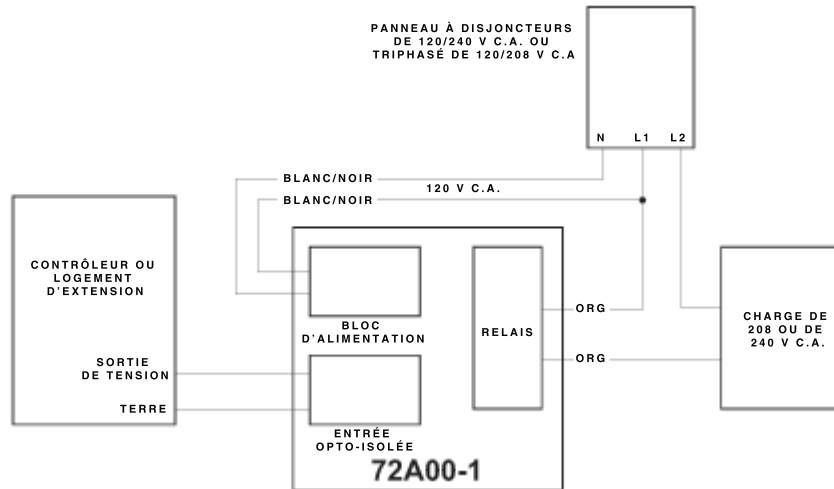 PANNEAU À DISJONCTEURS
DE 120/240 V C.A. OU
TRIPHASÉ DE 120/208 V C.A
N L1 L2
BLANC/NOIR
120 V C.A.
BLANC/NOIR
CONTRÔLEUR OU
LOGEMENT
D'EXTENSION
SORTIE
DE TENSION
TERRE
BLOC
D'ALIMENTATION
ENTRÉE
OPTO-ISOLÉE
RELAIS
ORG
ORG
CHARGE DE
208 OU DE
240 V C.A.
72A00-1